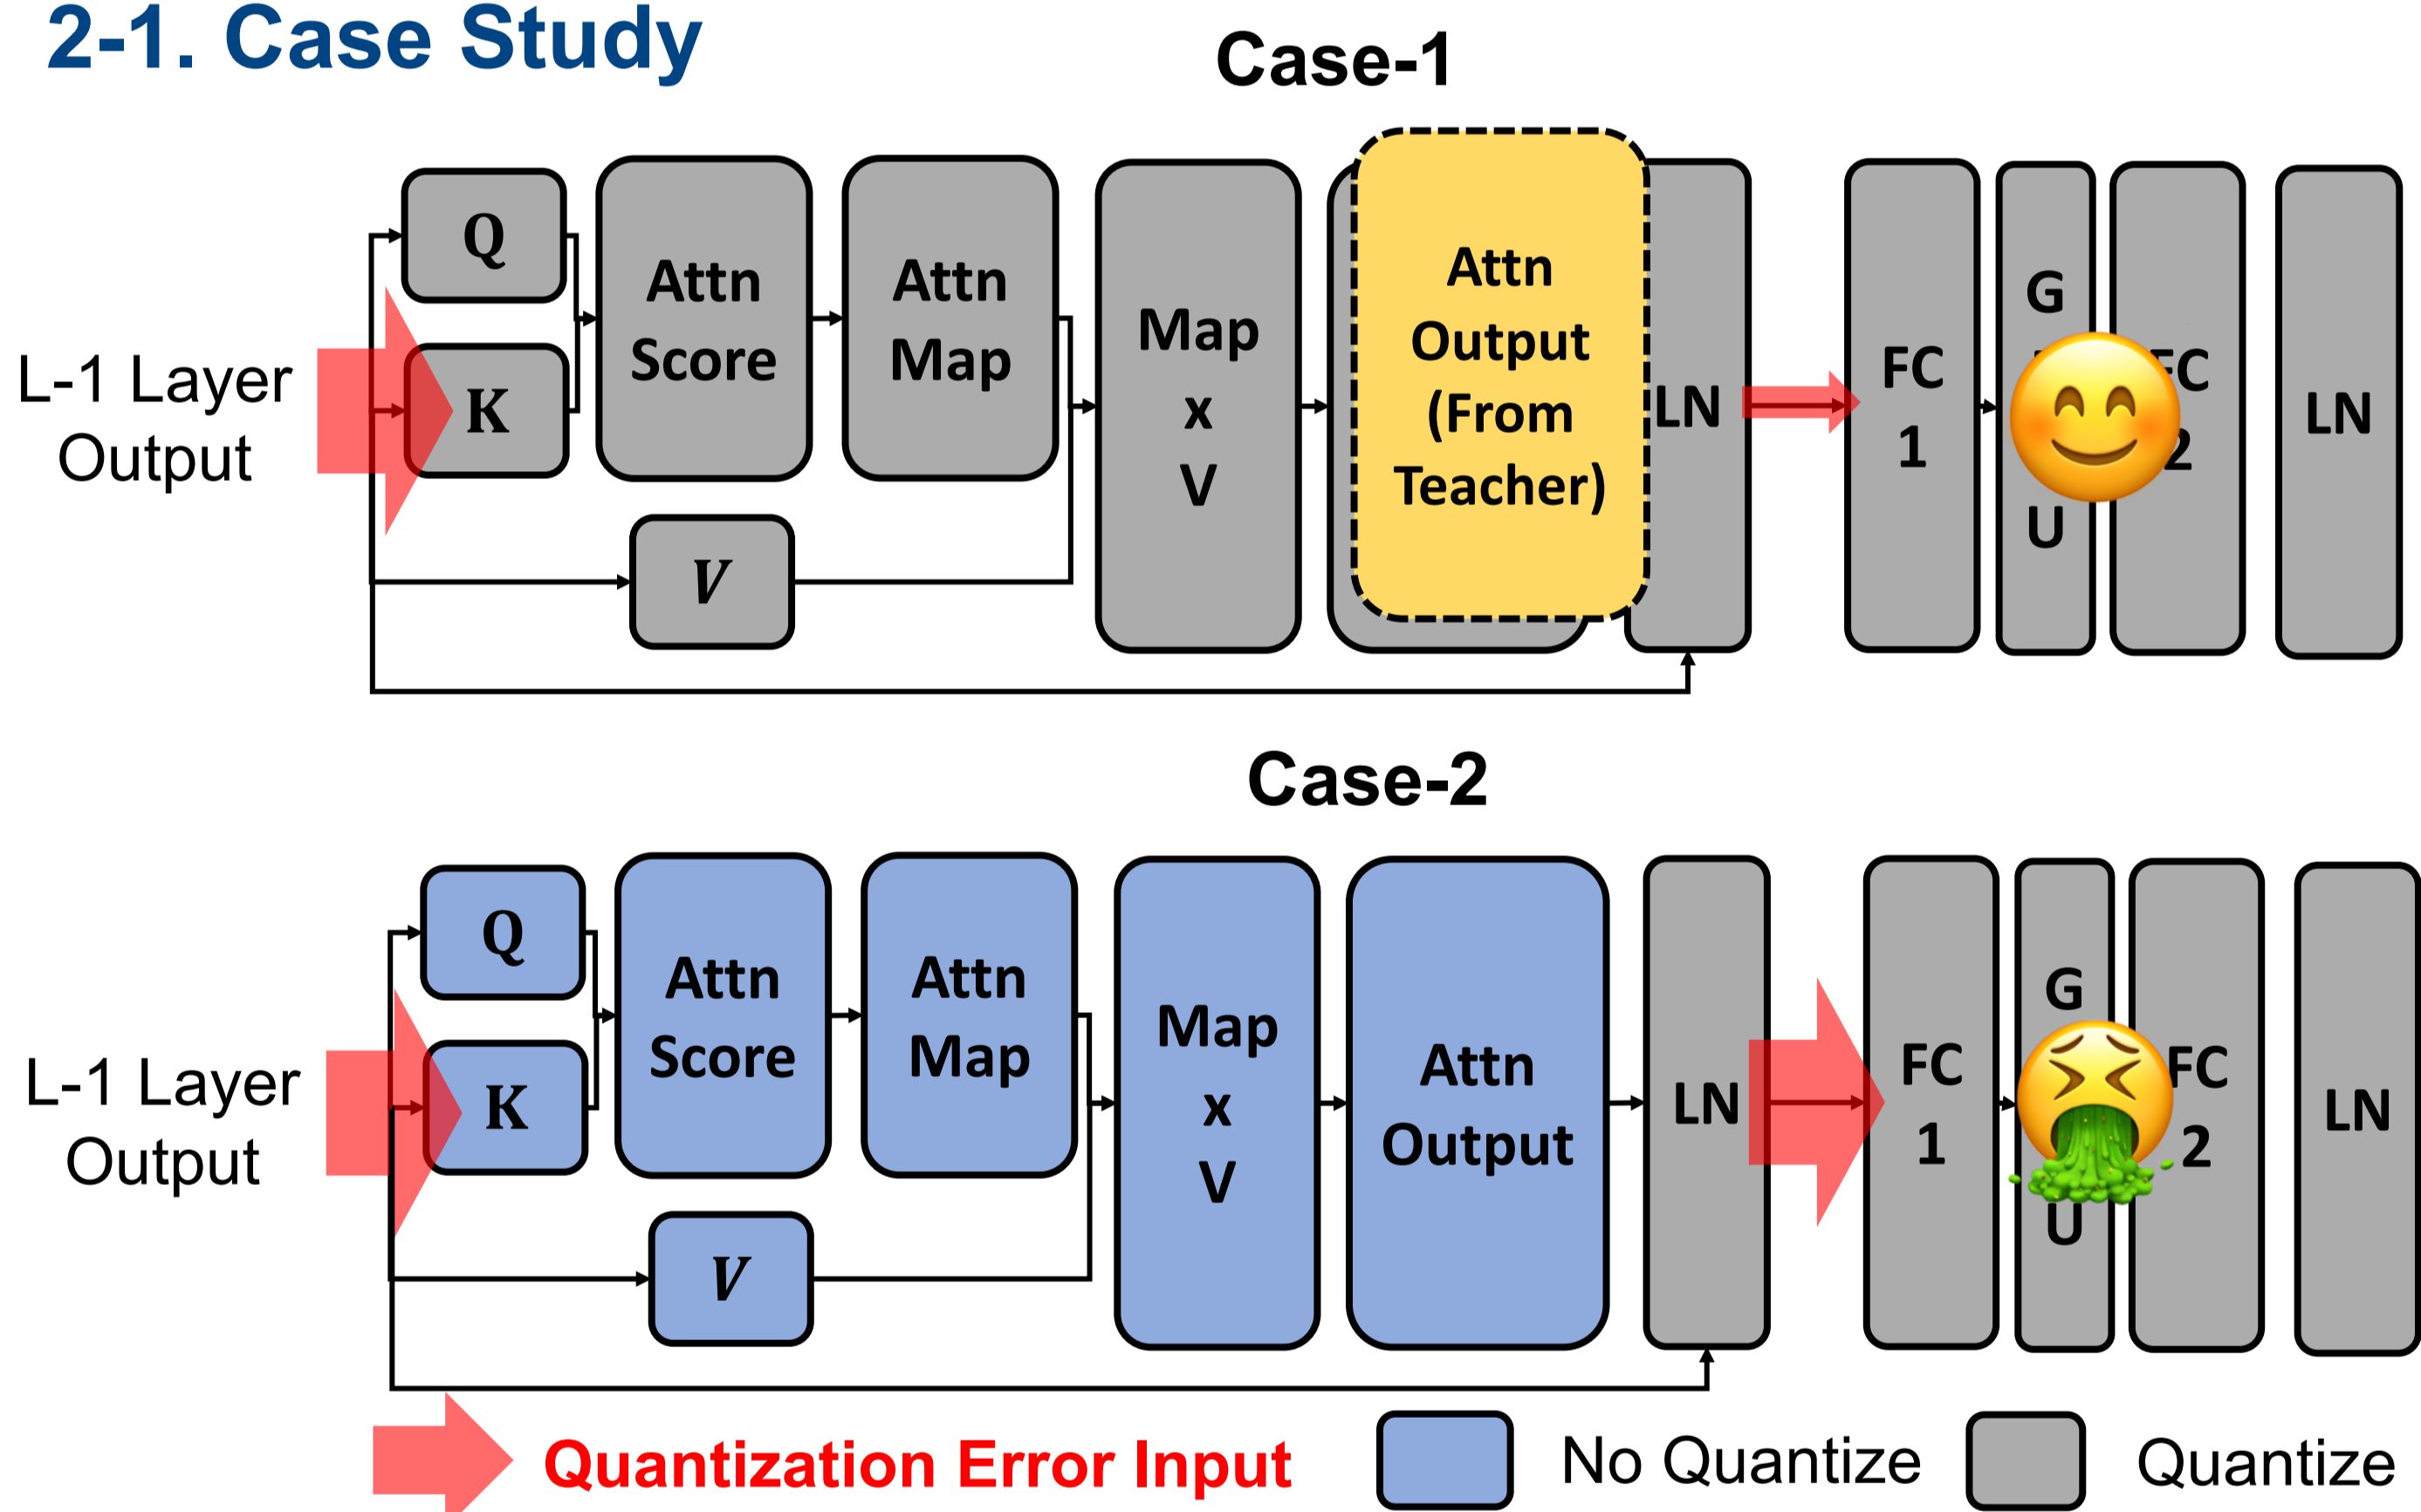 2-1. Case Study
Case-1
L-1 Layer
Output
Q
K
V
Attn
Score
Attn
Map
Map
x
V
Attn
Output
(From
Teacher)
LN
FC
1
G
U
FC
2
LN
Case-2
L-1 Layer
Output
Q
K
V
Attn
Score
Attn
Map
Map
x
V
Attn
Output
LN
FC
1
G
U
FC
2
LN
Quantization Error Input
No Quantize
Quantize